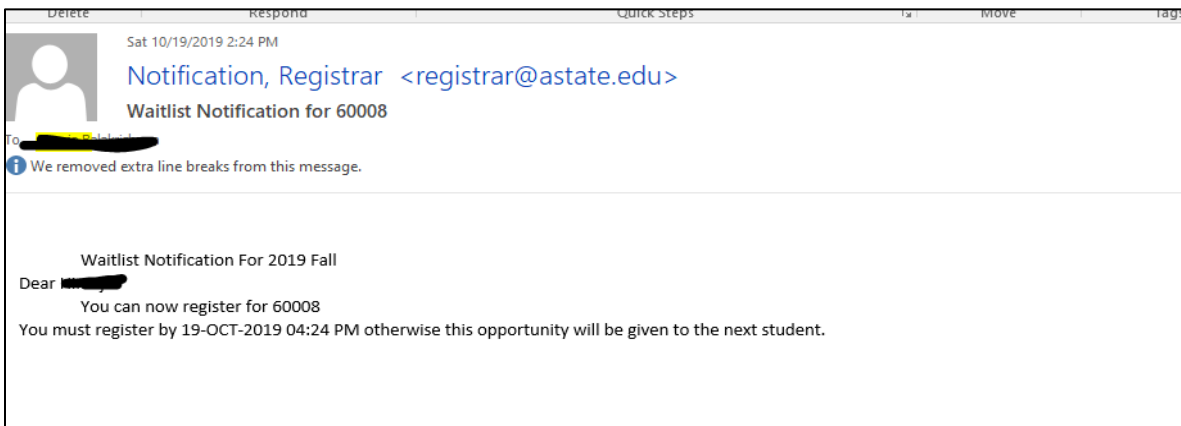 Delete Respond Quick Steps Move Tags
Sat 10/19/2019 2:24 PM
Notification, Registrar <registrar@astate.edu>
Waitlist Notification for 60008
To
We removed extra line breaks from this message.
Waitlist Notification For 2019 Fall
Dear
You can now register for 60008
You must register by 19-OCT-2019 04:24 PM otherwise this opportunity will be given to the next student.